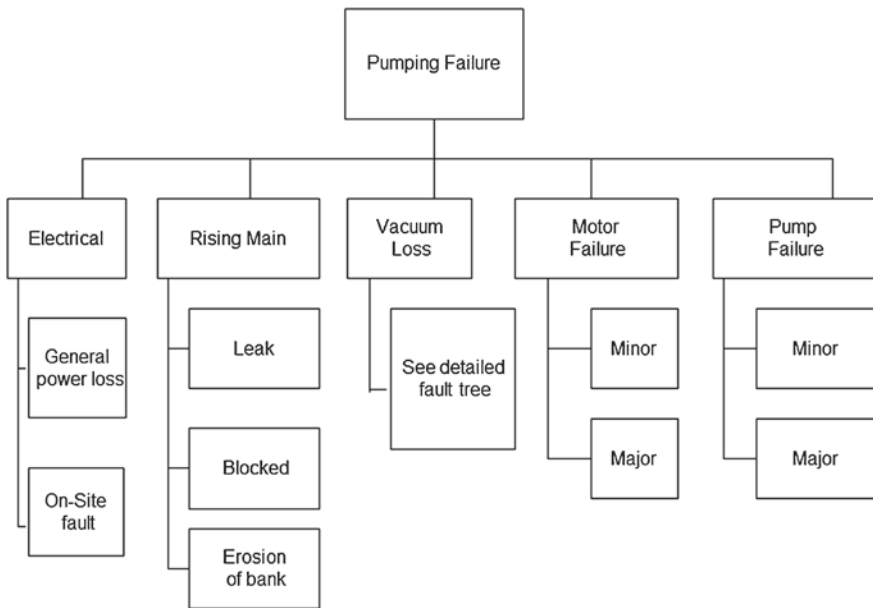 Pumping Failure
Electrical
Rising Main
Vacuum
Loss
Motor
Failure
Pump
Failure
General
power loss
On-Site
fault
Leak
Blocked
Erosion
of bank
See detailed
fault tree
Minor
Major
Minor
Major